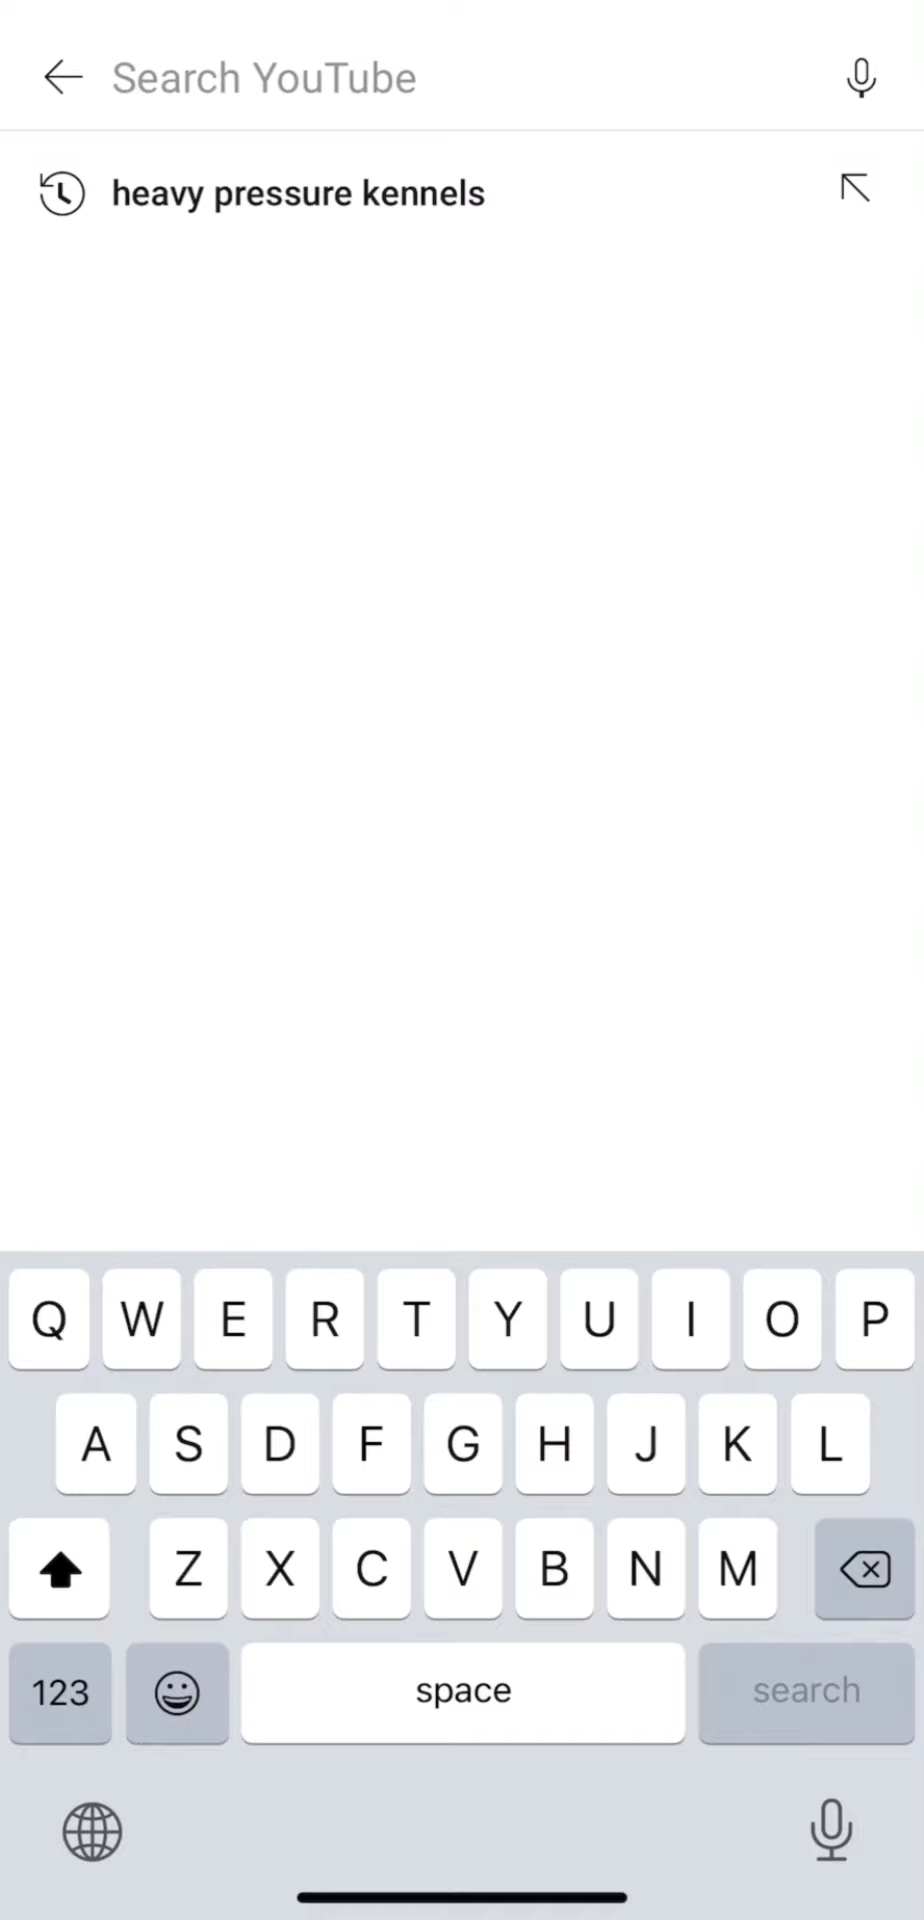 Search YouTube
heavy pressure kennels
Q W E R T Y U I O P
A S D F G H J K L
Z X C V B N M
123 space search